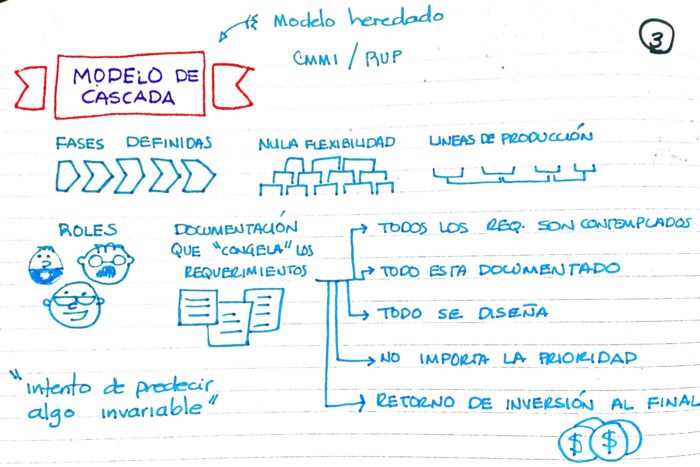 Modelo heredado
3
CMMI / RUP
MODELO DE
CASCADA
FASES DEFINIDAS
NULA FLEXIBILIDAD
LINEAS DE PRODUCCIÓN
ROLES
DOCUMENTACIÓN
QUE "CONGELA" LOS
REQUERIMIENTOS
TODOS LOS REQ. SON CONTEMPLADOS
TODO ESTA DOCUMENTADO
TODO SE DISEÑA
NO IMPORTA LA PRIORIDAD
RETORNO DE INVERSIÓN AL FINAL
$ $
"intento de predecir
algo invariable"